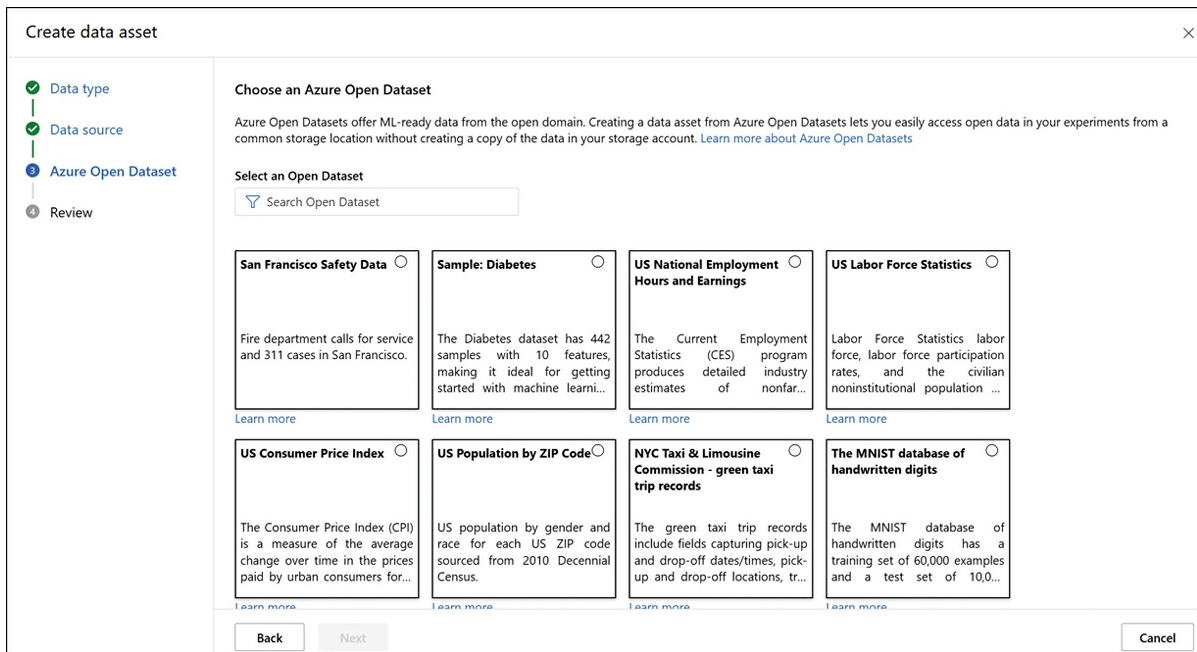 Create data asset
Data type
Data source
3 Azure Open Dataset
4 Review
Choose an Azure Open Dataset
Azure Open Datasets offer ML-ready data from the open domain. Creating a data asset from Azure Open Datasets lets you easily access open data in your experiments from a
common storage location without creating a copy of the data in your storage account. Learn more about Azure Open Datasets
Select an Open Dataset
Search Open Dataset
San Francisco Safety Data
Fire department calls for service
and 311 cases in San Francisco.
Learn more
Sample: Diabetes
The Diabetes dataset has 442
samples with 10 features,
making it ideal for getting
started with machine learni...
Learn more
US National Employment
Hours and Earnings
The Current Employment
Statistics (CES) program
produces detailed industry
estimates of nonfar...
Learn more
US Labor Force Statistics
Labor Force Statistics labor
force, labor force participation
rates, and the civilian
noninstitutional population ...
Learn more
US Consumer Price Index
The Consumer Price Index (CPI)
is a measure of the average
change over time in the prices
paid by urban consumers for...
Learn more
US Population by ZIP Code
US population by gender and
race for each US ZIP code
sourced from 2010 Decennial
Census.
Learn more
NYC Taxi & Limousine
Commission - green taxi
trip records
The green taxi trip records
include fields capturing pick-up
and drop-off dates/times, pick-
up and drop-off locations, tr...
Learn more
The MNIST database of
handwritten digits
The MNIST database of
handwritten digits has a
training set of 60,000 examples
and a test set of 10,0...
Learn more
Back
Next
Cancel